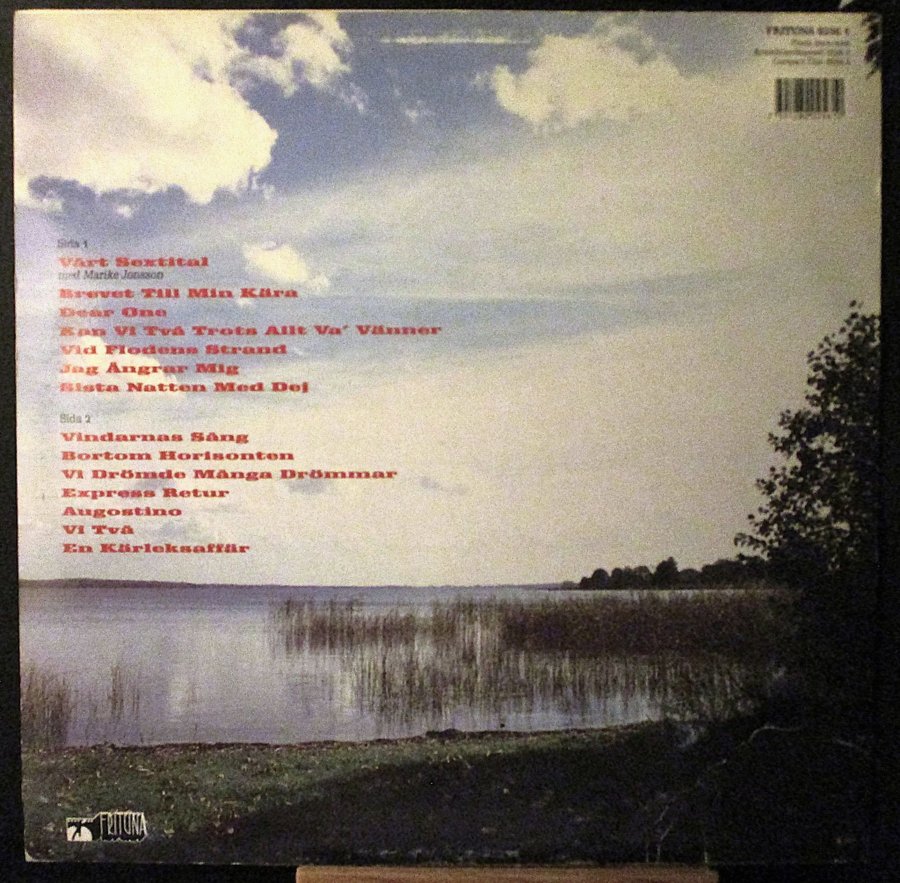 FRITUNA
Sida 1
Vårt Sextital
med Marike Jonsson
Brevet Till Min Kära
Dear One
Kan Vi Två Trots Allt Va' Vänner
Vid Flodens Strand
Jag Ångrar Mig
Sista Natten Med Dej
Sida 2
Vindarnas Sång
Bortom Horisonten
Vi Drömde Många Drömmar
Express Retur
Augostino
Vi Två
En Kärleksaffär
FRITUNA